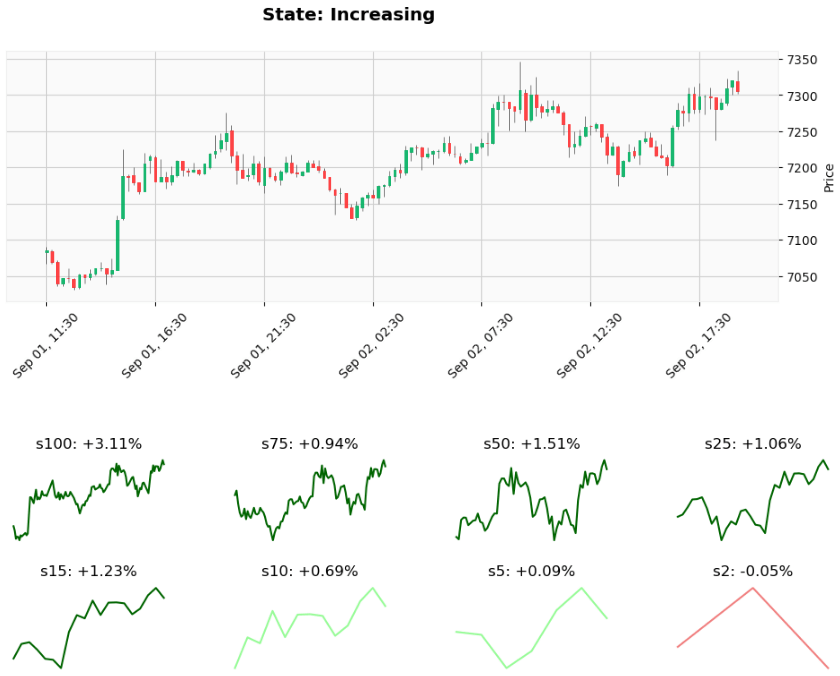 State: Increasing
7350
7300
7250
7200
7150
7100
7050
Price
Sep 01, 11:30
Sep 01, 16:30
Sep 01, 21:30
Sep 02, 02:30
Sep 02, 07:30
Sep 02, 12:30
Sep 02, 17:30
s100: +3.11%
s75: +0.94%
s50: +1.51%
s25: +1.06%
s15: +1.23%
s10: +0.69%
s5: +0.09%
s2: -0.05%